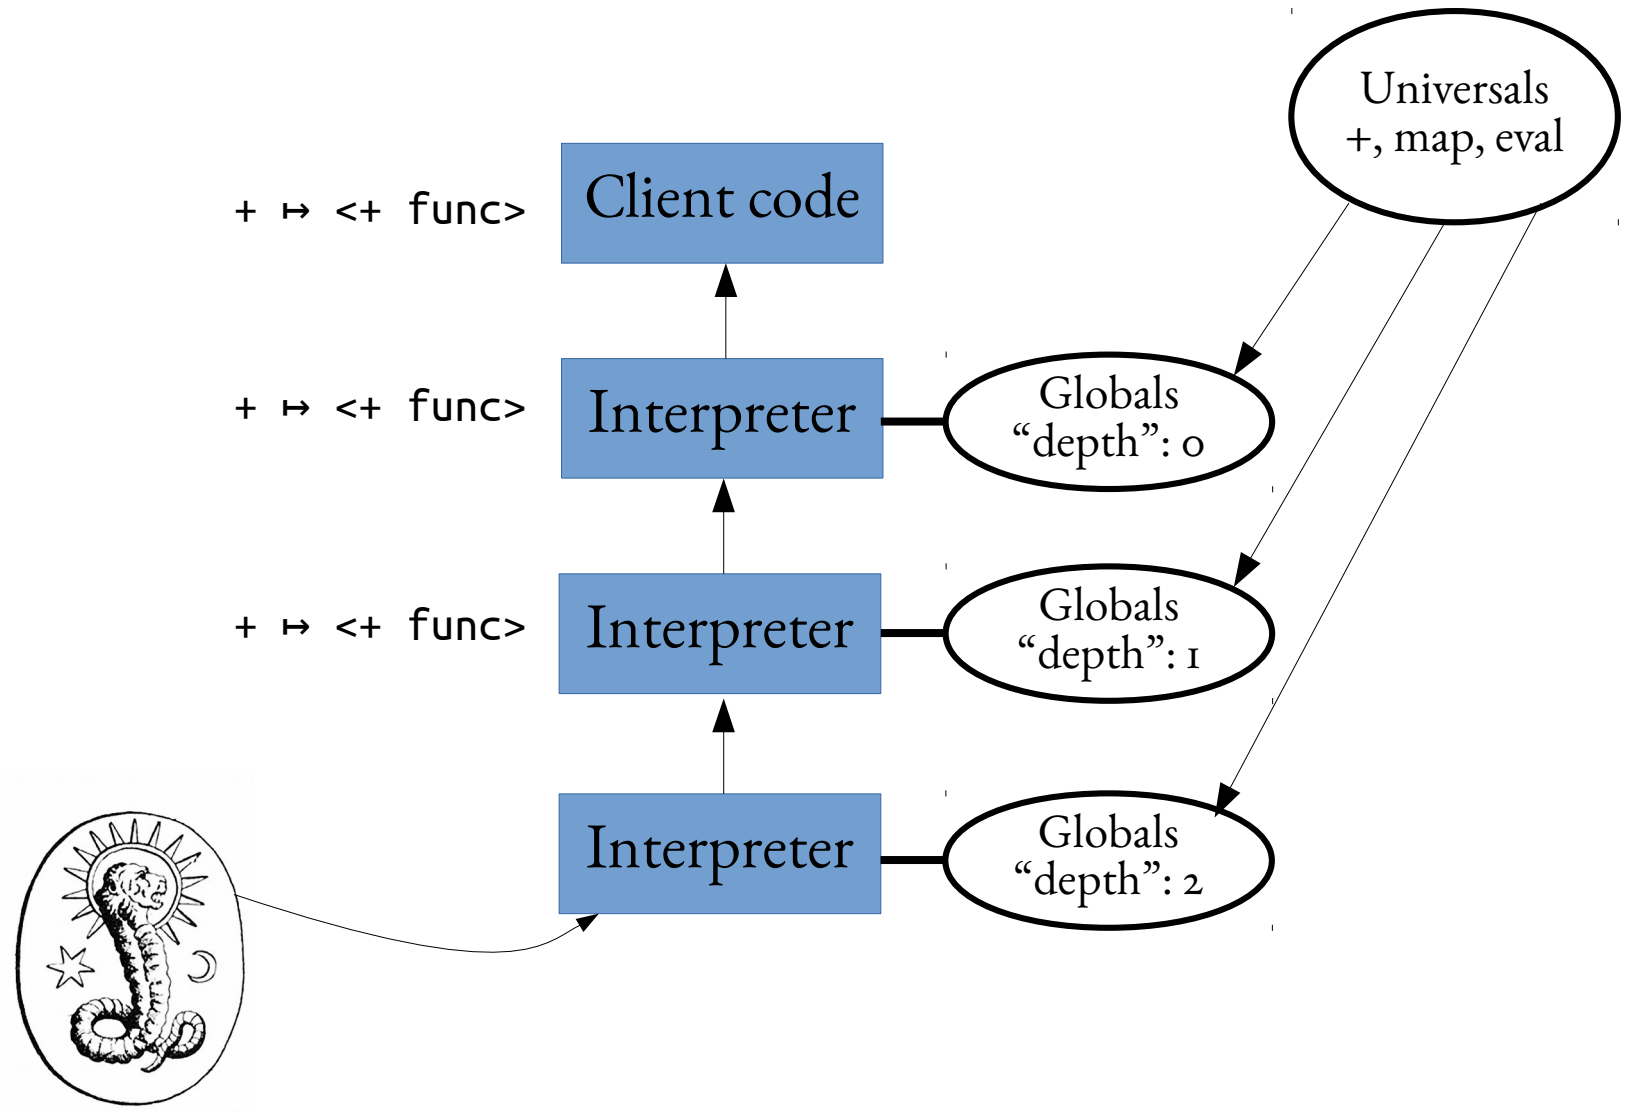 Universals
+, map, eval
+ ↦ <+ func>
Client code
+ ↦ <+ func>
Interpreter
Globals
“depth”: 0
+ ↦ <+ func>
Interpreter
Globals
“depth”: 1
Interpreter
Globals
“depth”: 2